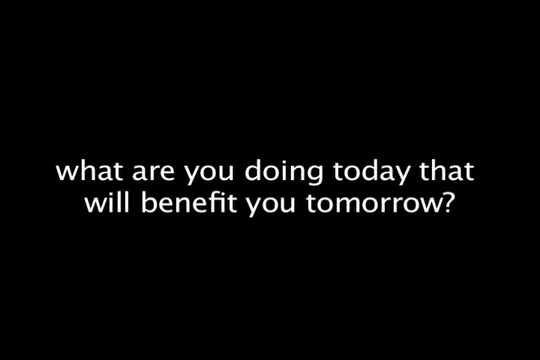 what are you doing today that
will benefit you tomorrow?